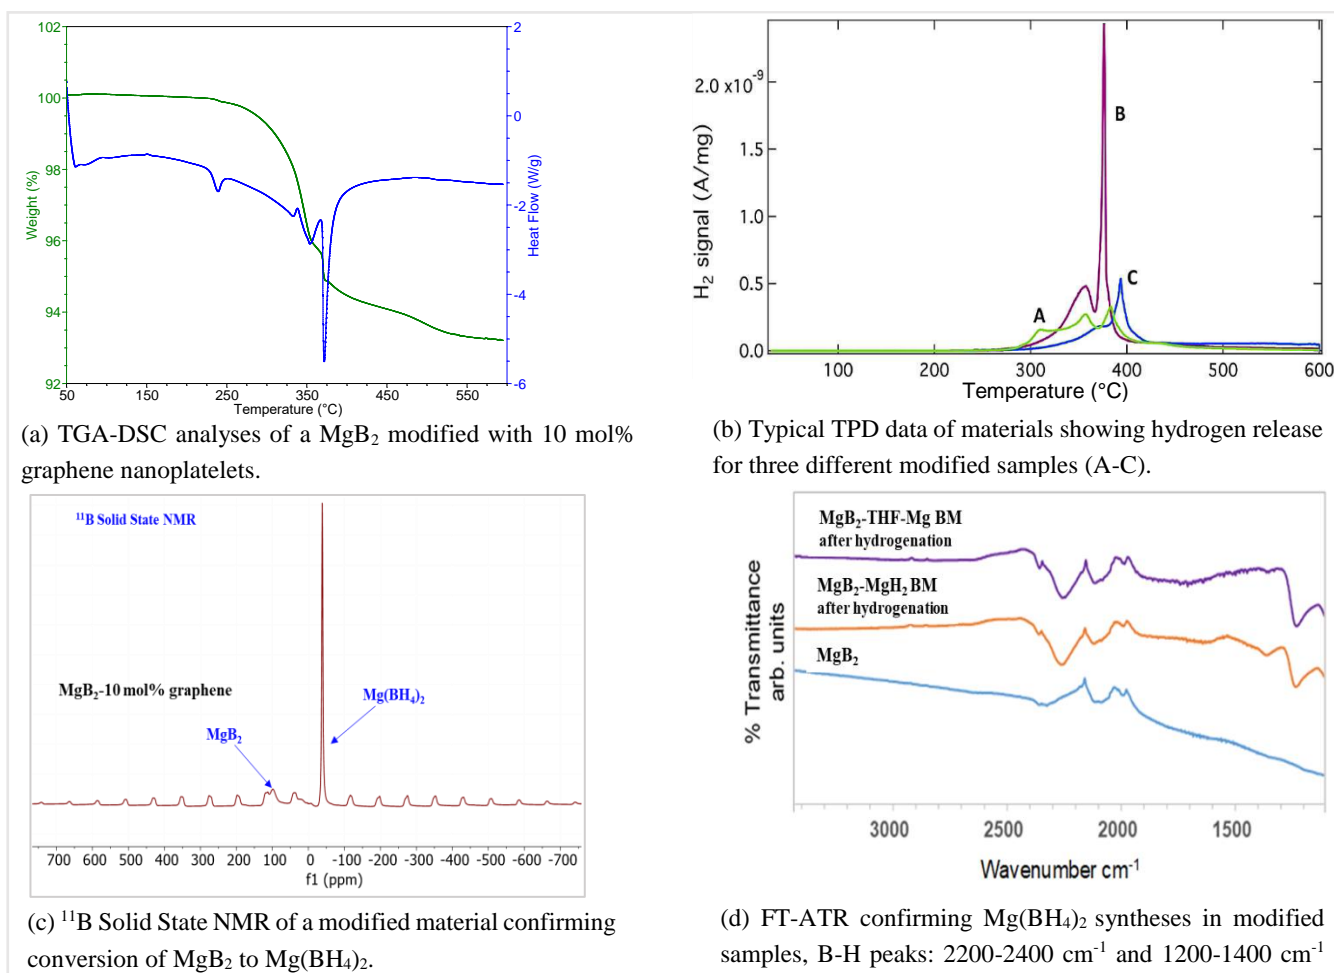 102
100
98
96
94
92
Weight (%)
2
0
-2
-4
-6
Heat Flow (W/g)
50
150
250
350
450
550
Temperature (°C)
(a) TGA-DSC analyses of a MgB₂ modified with 10 mol%
graphene nanoplatelets.
2.0 x10⁻⁹
1.5
1.0
0.5
0.0
H₂ signal (A/mg)
A
B
C
100
200
300
400
500
600
Temperature (°C)
(b) Typical TPD data of materials showing hydrogen release
for three different modified samples (A-C).
¹¹B Solid State NMR
MgB₂-10 mol% graphene
MgB₂
Mg(BH₄)₂
700 600 500 400 300 200 100 0 -100 -200 -300 -400 -500 -600 -700
f1 (ppm)
(c) ¹¹B Solid State NMR of a modified material confirming
conversion of MgB₂ to Mg(BH₄)₂.
MgB₂-THF-Mg BM
after hydrogenation
MgB₂-MgH₂ BM
after hydrogenation
MgB₂
% Transmittance
arb. units
3000
2500
2000
1500
Wavenumber cm⁻¹
(d) FT-ATR confirming Mg(BH₄)₂ syntheses in modified
samples, B-H peaks: 2200-2400 cm⁻¹ and 1200-1400 cm⁻¹